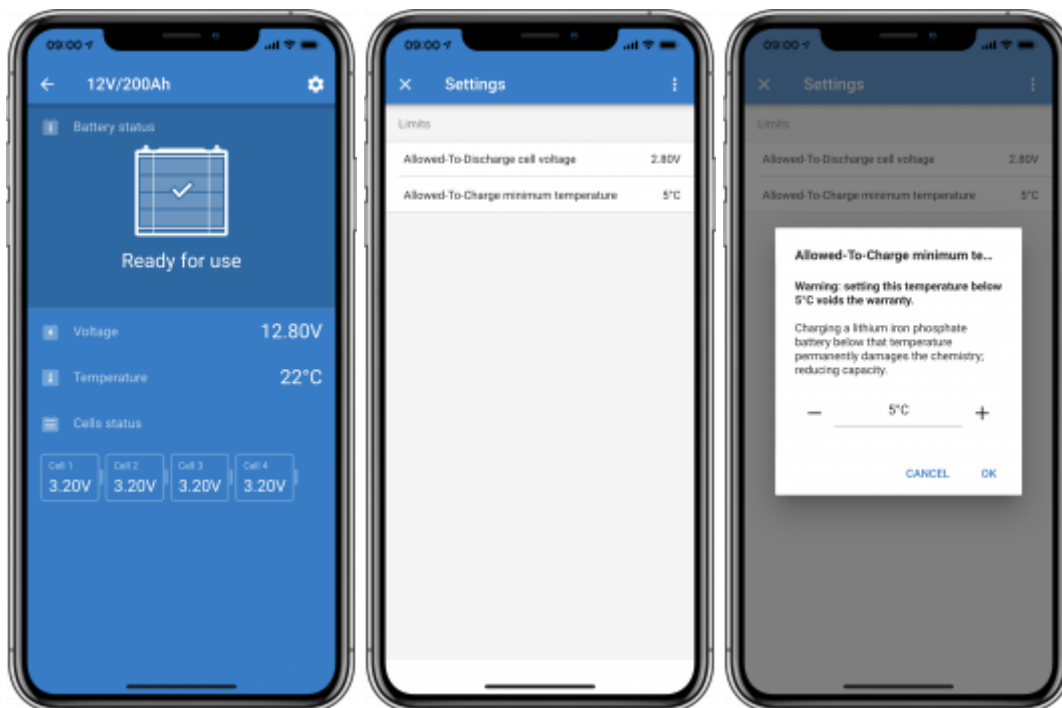 09:00
12V/200Ah
Battery status
Ready for use
Voltage 12.80V
Temperature 22°C
Cells status
Cell 1 Cell 2 Cell 3 Cell 4
3.20V 3.20V 3.20V 3.20V
09:00
Settings
Limits
Allowed-To-Discharge cell voltage 2.80V
Allowed-To-Charge minimum temperature 5°C
09:00
Settings
Limits
Allowed-To-Discharge cell voltage 2.80V
Allowed-To-Charge minimum temperature 5°C
Allowed-To-Charge minimum te...
Warning: setting this temperature below
5°C voids the warranty.
Charging a lithium iron phosphate
battery below that temperature
permanently damages the chemistry;
reducing capacity.
— 5°C +
CANCEL OK